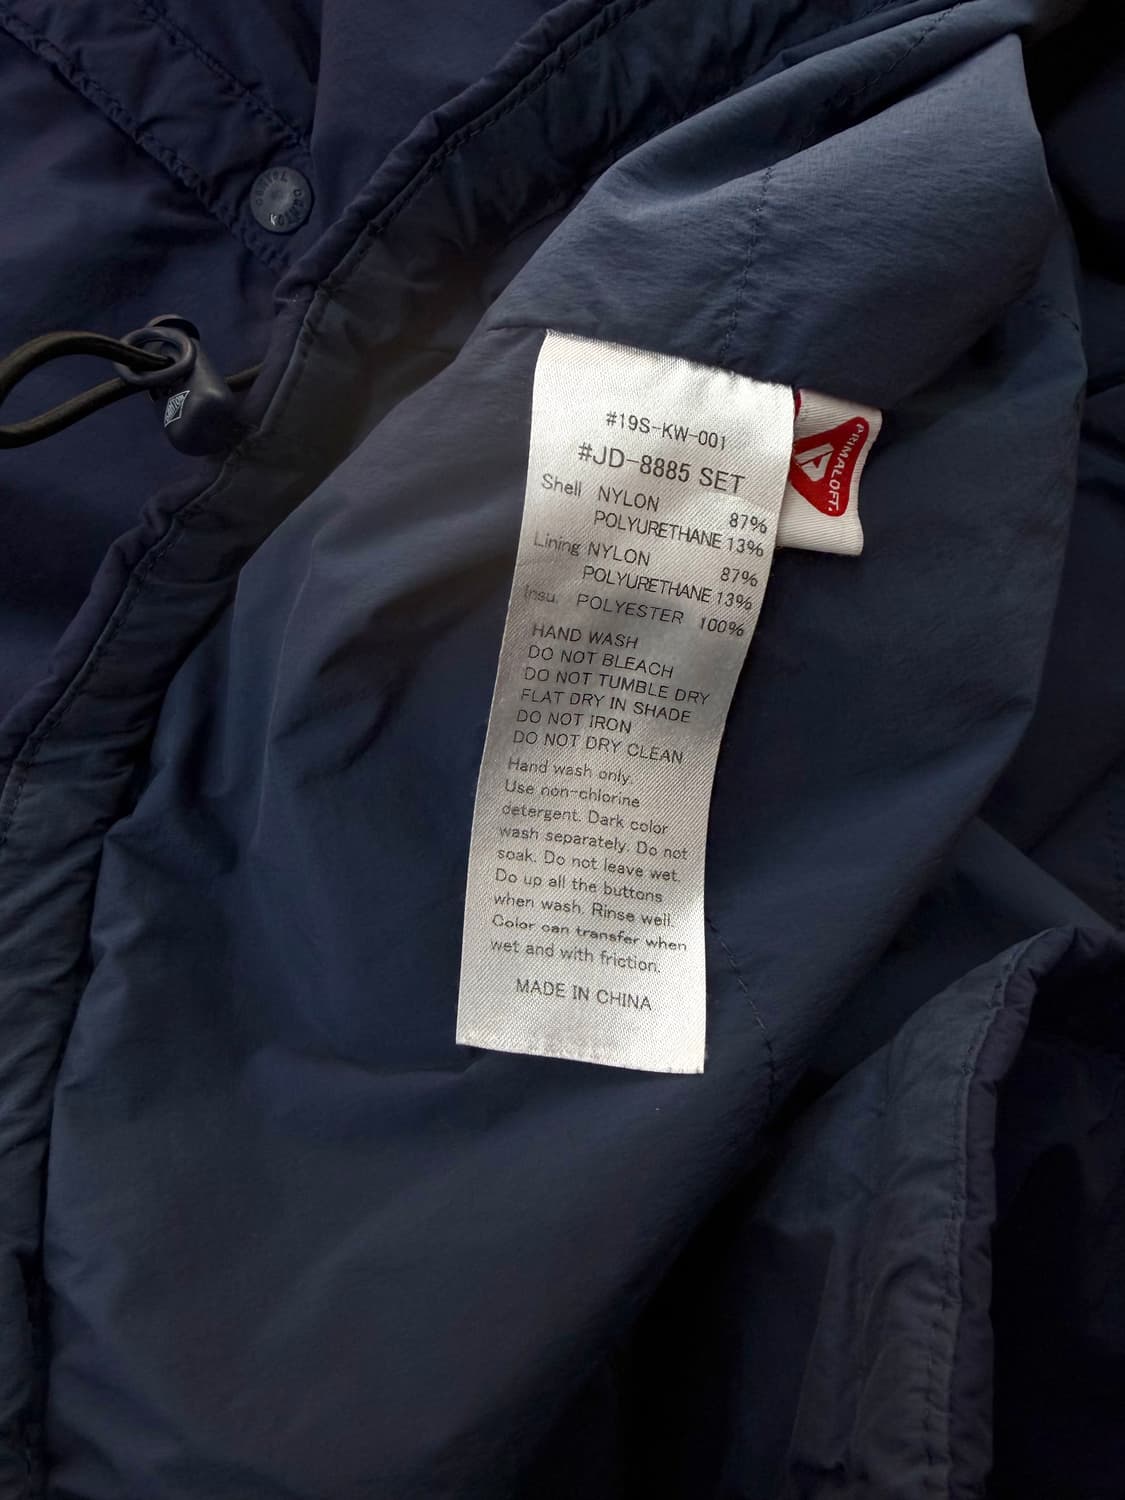 #19S-KW-001
#JD-8885 SET
Shell NYLON 87%
POLYURETHANE 13%
Lining NYLON 87%
POLYURETHANE 13%
Insu. POLYESTER 100%
HAND WASH
DO NOT BLEACH
DO NOT TUMBLE DRY
FLAT DRY IN SHADE
DO NOT IRON
DO NOT DRY CLEAN
Hand wash only.
Use non-chlorine
detergent. Dark color
wash separately. Do not
soak. Do not leave wet.
Do up all the buttons
when wash. Rinse well.
Color can transfer when
wet and with friction.
MADE IN CHINA
PRIMALOFT